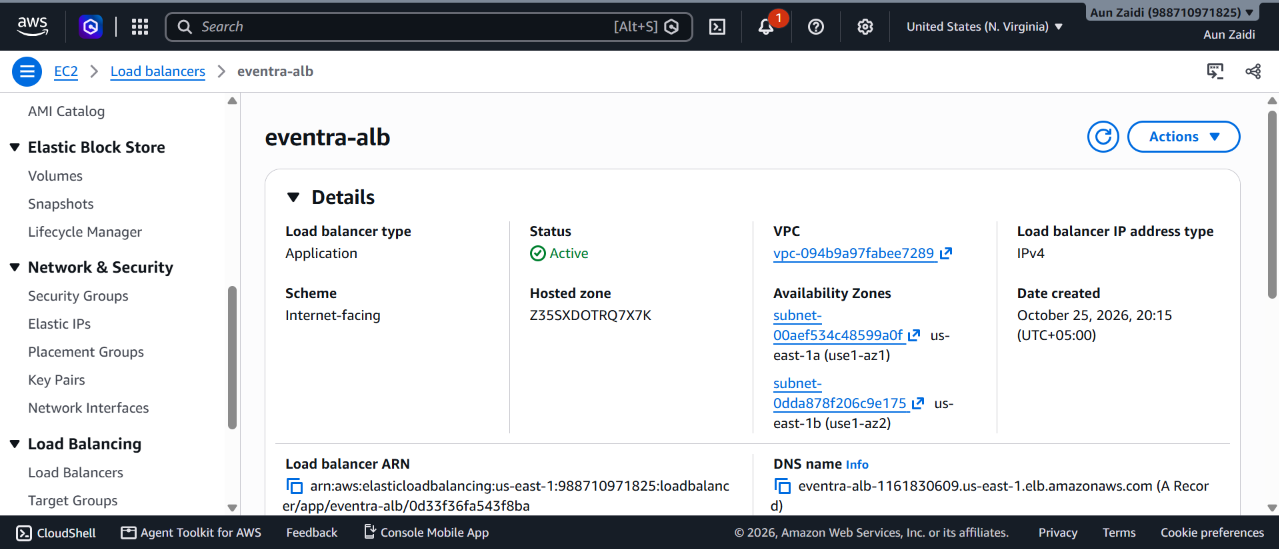 aws
Search
[Alt+S]
1
United States (N. Virginia)
Aun Zaidi (988710971825)
Aun Zaidi
EC2
Load balancers
eventra-alb
AMI Catalog
Elastic Block Store
Volumes
Snapshots
Lifecycle Manager
Network & Security
Security Groups
Elastic IPs
Placement Groups
Key Pairs
Network Interfaces
Load Balancing
Load Balancers
Target Groups
eventra-alb
Actions
Details
Load balancer type
Application
Status
Active
VPC
vpc-094b9a97fabee7289
Load balancer IP address type
IPv4
Scheme
Internet-facing
Hosted zone
Z35SXDOTRQ7X7K
Availability Zones
subnet-
00aef534c48599a0f us-
east-1a (use1-az1)
subnet-
0dda878f206c9e175 us-
east-1b (use1-az2)
Date created
October 25, 2026, 20:15
(UTC+05:00)
Load balancer ARN
arn:aws:elasticloadbalancing:us-east-1:988710971825:loadbalanc
er/app/eventra-alb/0d33f36fa543f8ba
DNS name Info
eventra-alb-1161830609.us-east-1.elb.amazonaws.com (A Recor
d)
CloudShell
Agent Toolkit for AWS
Feedback
Console Mobile App
© 2026, Amazon Web Services, Inc. or its affiliates.
Privacy
Terms
Cookie preferences